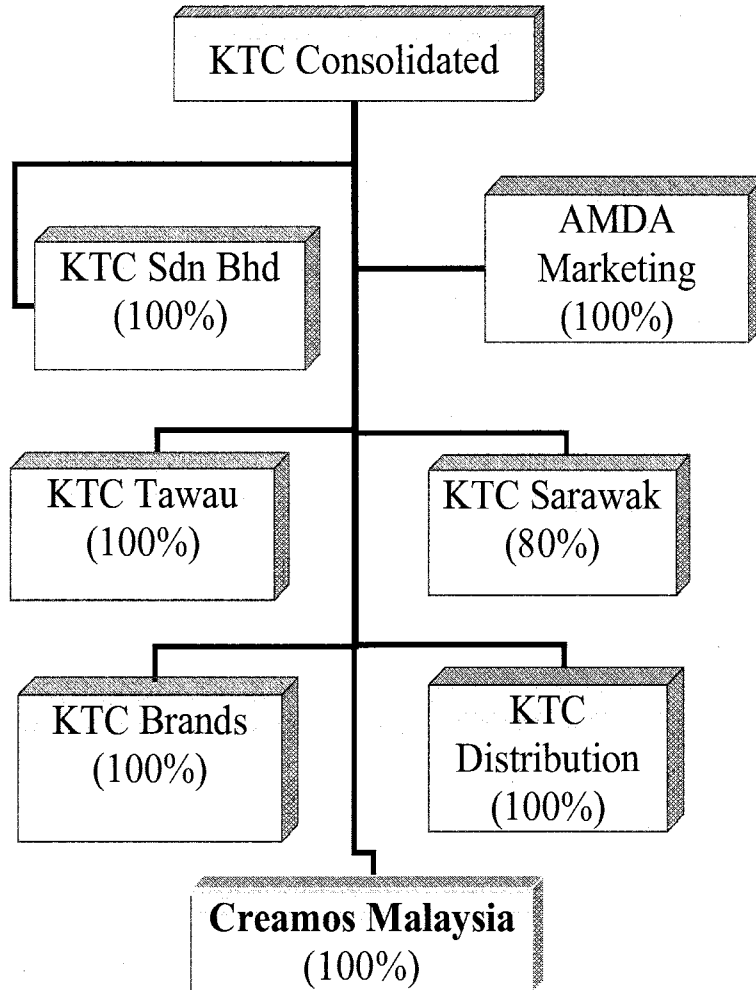 KTC Consolidated
KTC Sdn Bhd
(100%)
AMDA
Marketing
(100%)
KTC Tawau
(100%)
KTC Sarawak
(80%)
KTC Brands
(100%)
KTC
Distribution
(100%)
Creamos Malaysia
(100%)